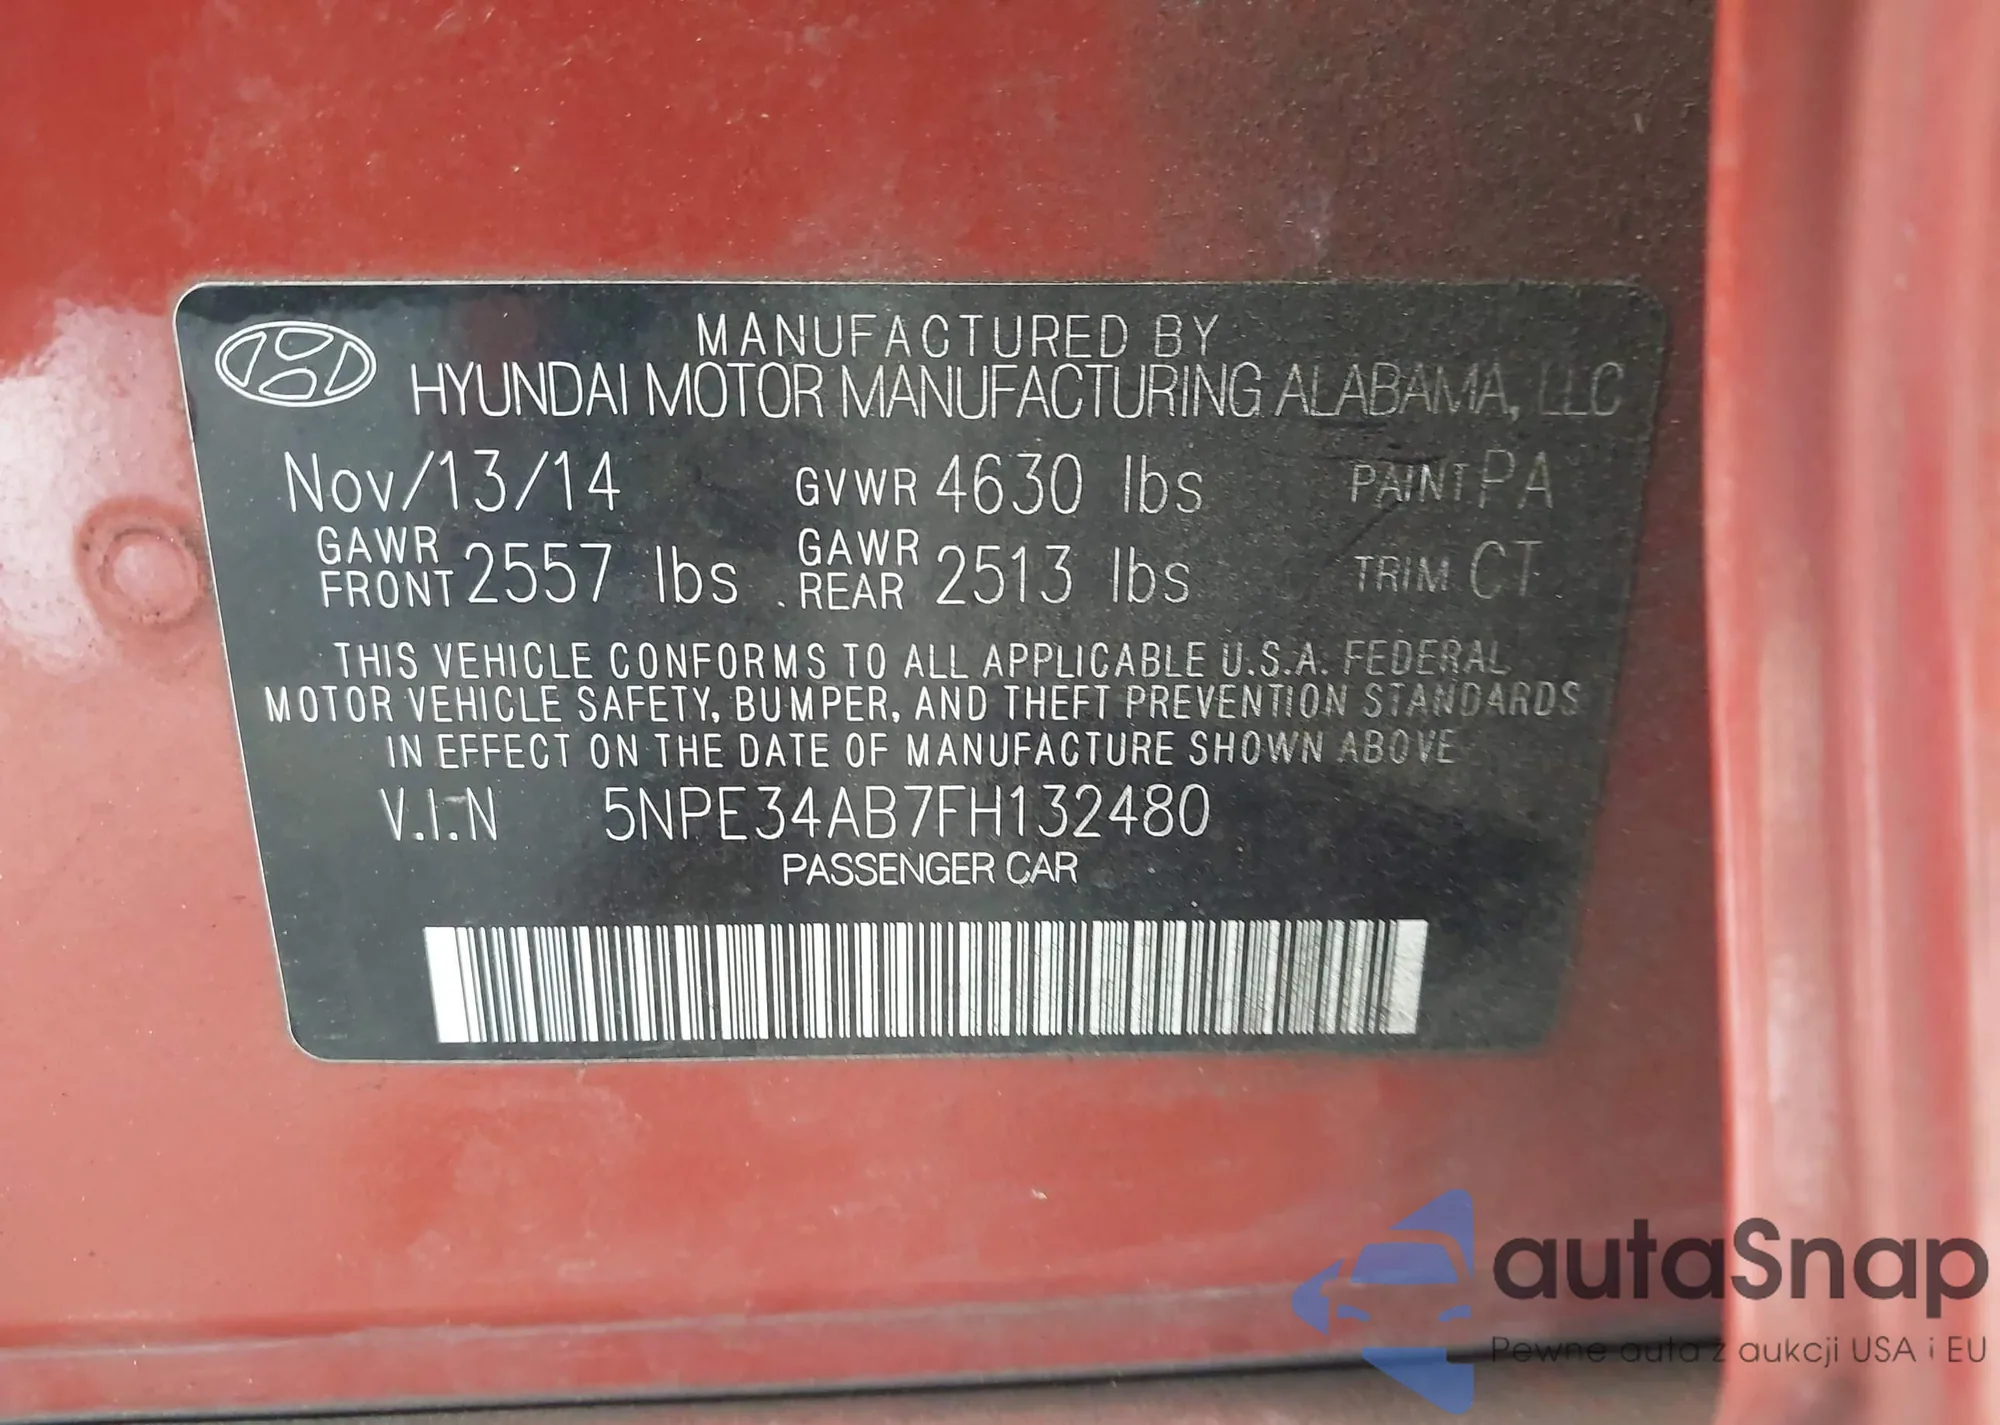 MANUFACTURED BY
HYUNDAI MOTOR MANUFACTURING ALABAMA, LLC
Nov/13/14 GVWR 4630 lbs PAINT PA
GAWR FRONT 2557 lbs GAWR REAR 2513 lbs TRIM CT
THIS VEHICLE CONFORMS TO ALL APPLICABLE U.S.A. FEDERAL
MOTOR VEHICLE SAFETY, BUMPER, AND THEFT PREVENTION STANDARDS
IN EFFECT ON THE DATE OF MANUFACTURE SHOWN ABOVE
V.I.N 5NPE34AB7FH132480
PASSENGER CAR
autaSnap
Pewne auta z aukcji USA i EU